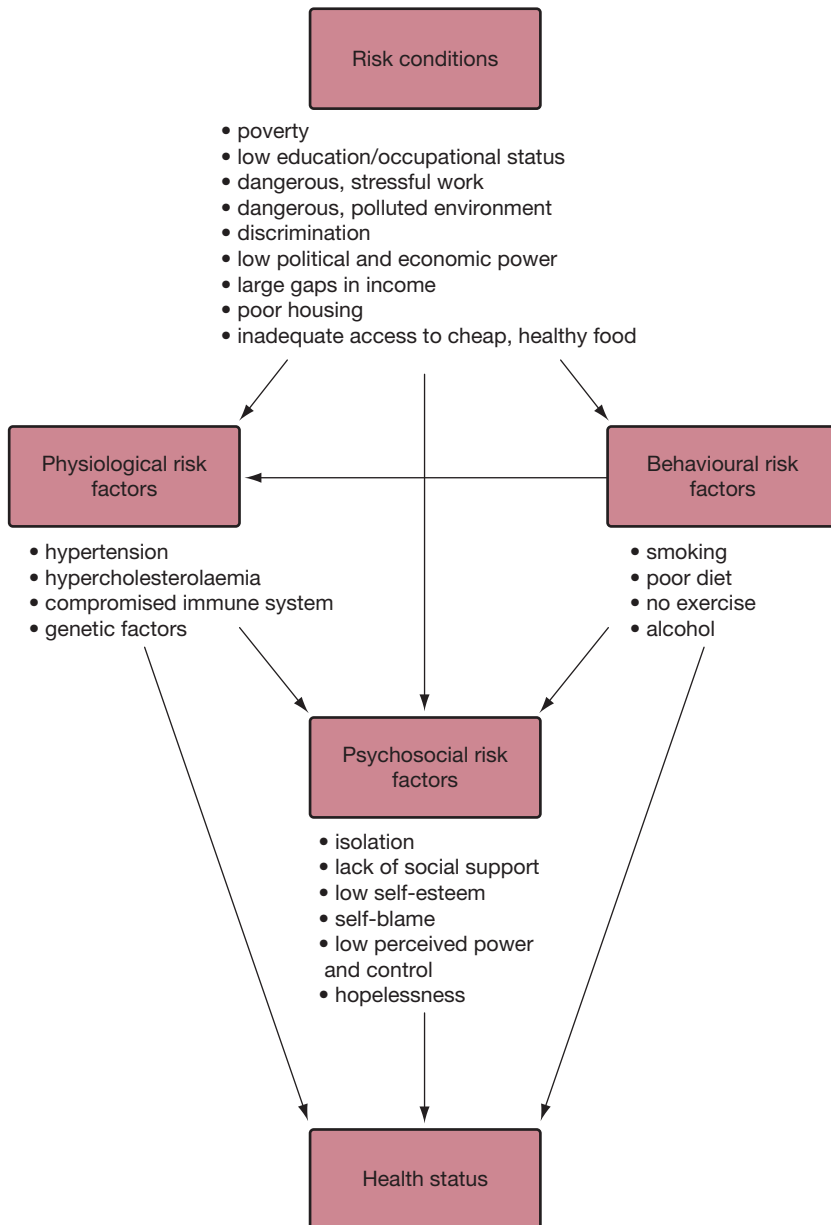 Risk conditions
• poverty
• low education/occupational status
• dangerous, stressful work
• dangerous, polluted environment
• discrimination
• low political and economic power
• large gaps in income
• poor housing
• inadequate access to cheap, healthy food
Physiological risk
factors
• hypertension
• hypercholesterolaemia
• compromised immune system
• genetic factors
Behavioural risk
factors
• smoking
• poor diet
• no exercise
• alcohol
Psychosocial risk
factors
• isolation
• lack of social support
• low self-esteem
• self-blame
• low perceived power
and control
• hopelessness
Health status